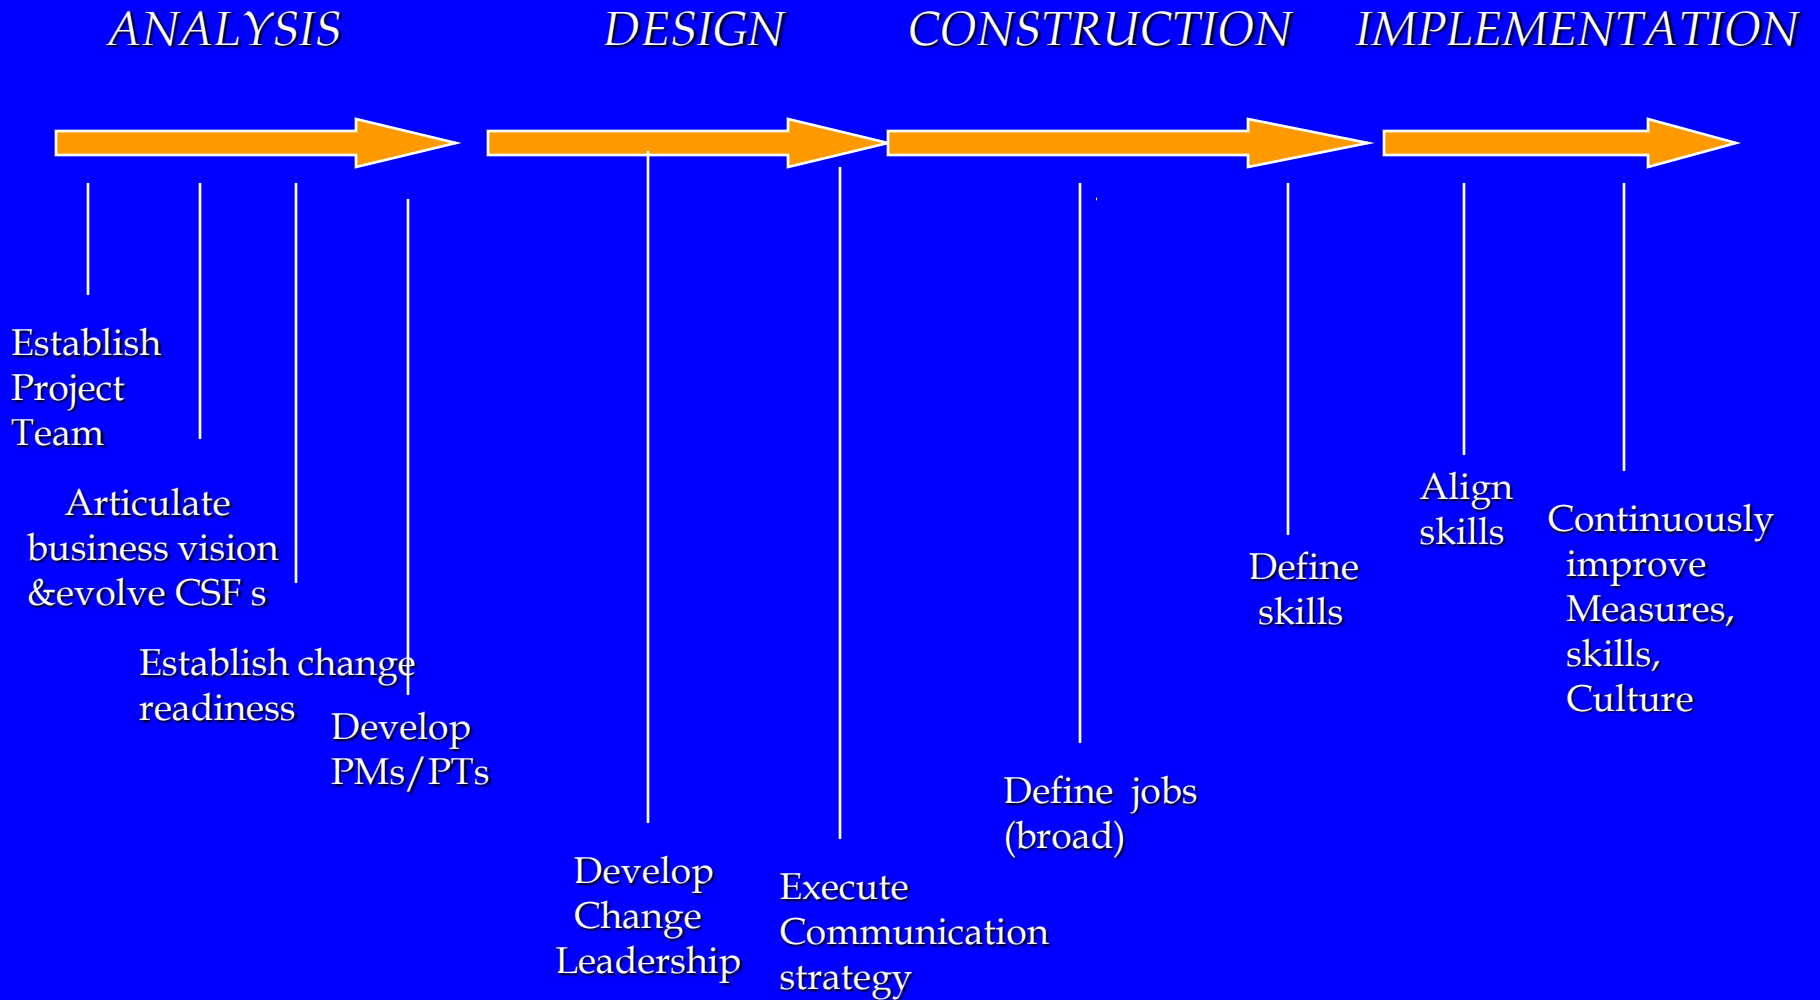 ANALYSIS DESIGN CONSTRUCTION IMPLEMENTATION
Establish
Project
Team
Articulate
business vision
&evolve CSF s
Establish change
readiness
Develop
PMs/PTs
Develop
Change
Leadership
Execute
Communication
strategy
Define jobs
(broad)
Define
skills
Align
skills
Continuously
improve
Measures,
skills,
Culture